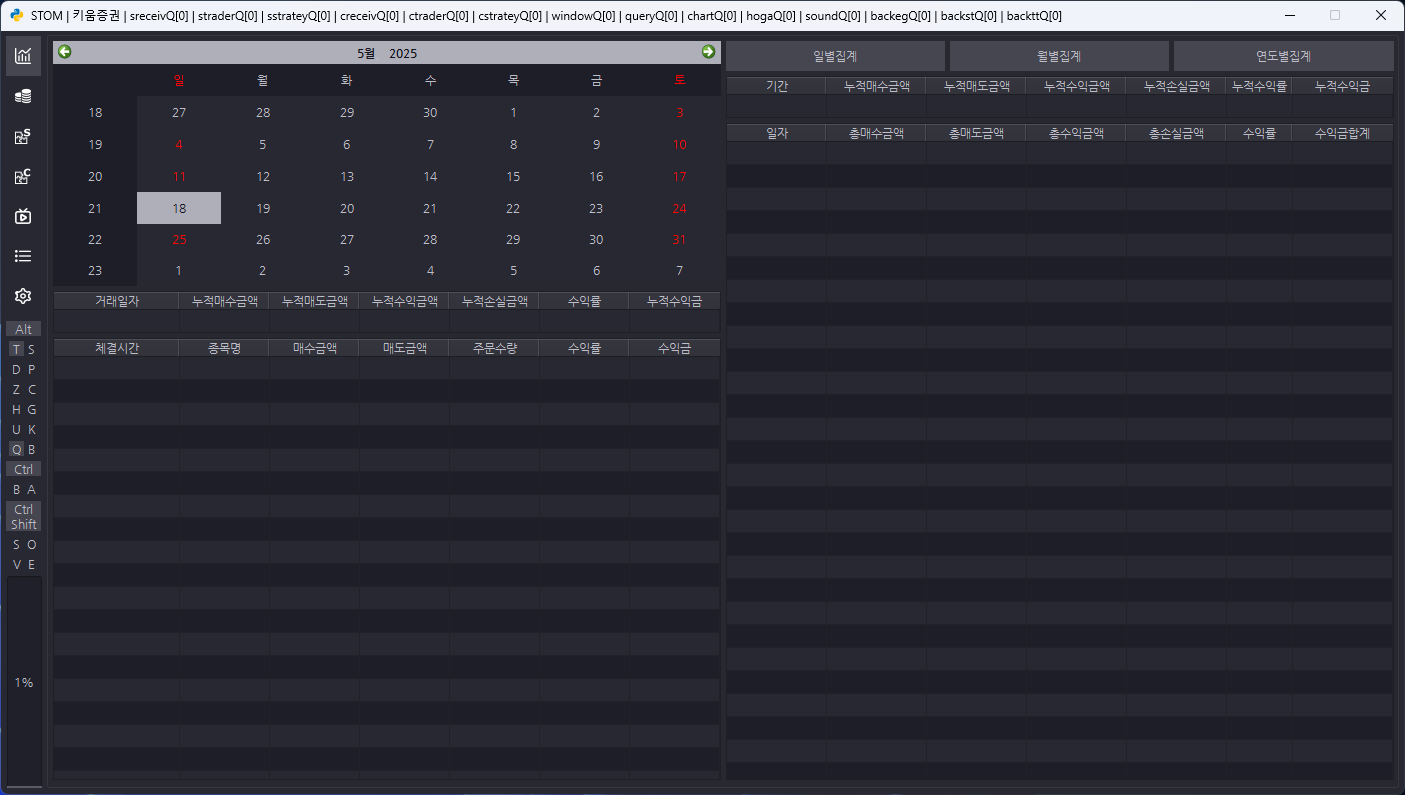 STOM | 키움증권 | sreceivQ[0] | straderQ[0] | sstrateyQ[0] | creceivQ[0] | ctraderQ[0] | cstrateyQ[0] | windowQ[0] | queryQ[0] | chartQ[0] | hogaQ[0] | soundQ[0] | backegQ[0] | backstQ[0] | backttQ[0]
S
C
Alt
T S
D P
Z C
H G
U K
Q B
Ctrl
B A
Ctrl
Shift
S O
V E
1%
5월 2025
일 월 화 수 목 금 토
18 27 28 29 30 1 2 3
19 4 5 6 7 8 9 10
20 11 12 13 14 15 16 17
21 18 19 20 21 22 23 24
22 25 26 27 28 29 30 31
23 1 2 3 4 5 6 7
거래일자 누적매수금액 누적매도금액 누적수익금액 누적손실금액 수익률 누적수익금
체결시간 종목명 매수금액 매도금액 주문수량 수익률 수익금
일별집계 월별집계 연도별집계
기간 누적매수금액 누적매도금액 누적수익금액 누적손실금액 누적수익률 누적수익금
일자 총매수금액 총매도금액 총수익금액 총손실금액 수익률 수익금합계